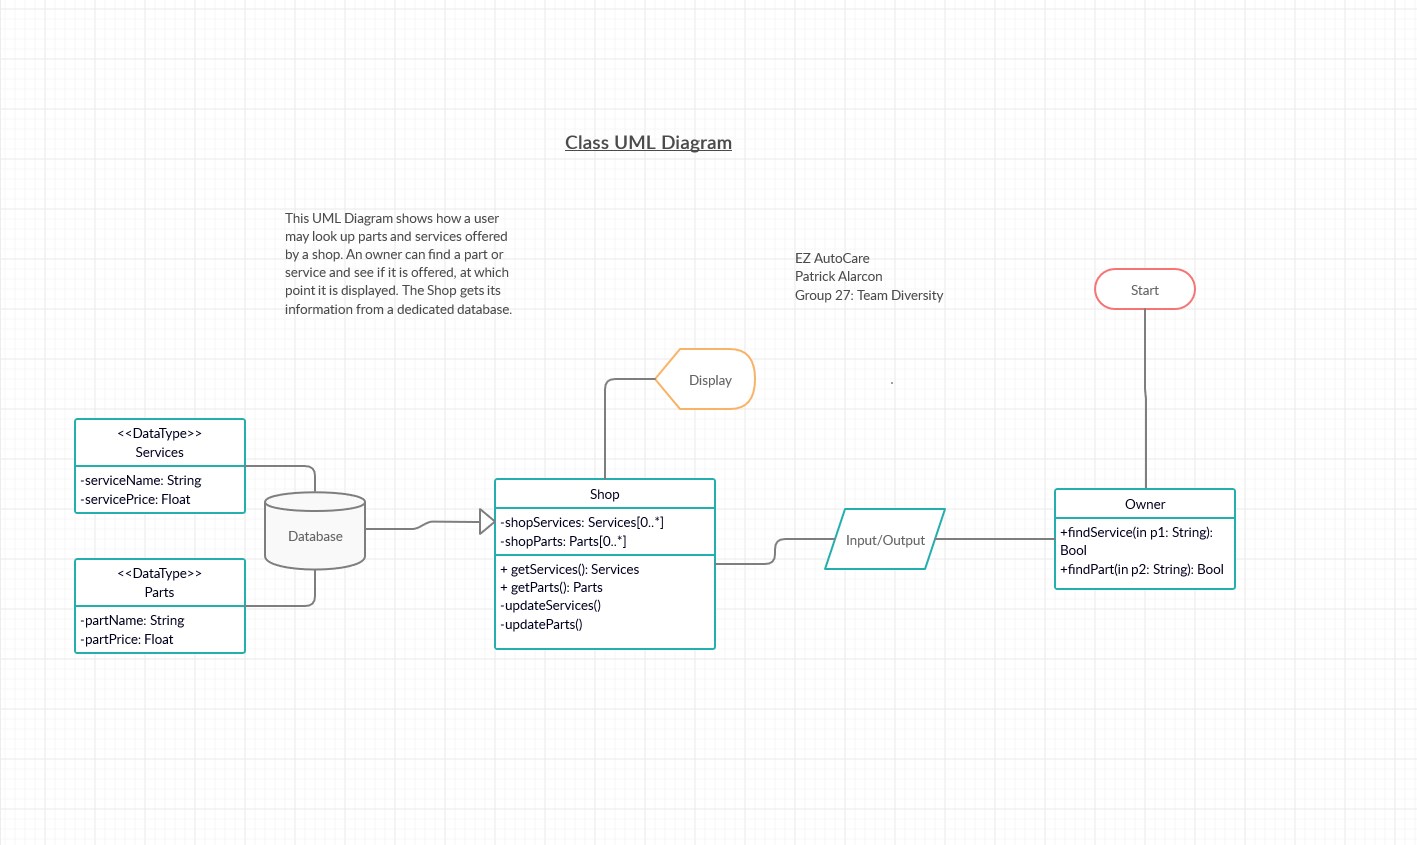 Class UML Diagram
This UML Diagram shows how a user
may look up parts and services offered
by a shop. An owner can find a part or
service and see if it is offered, at which
point it is displayed. The Shop gets its
information from a dedicated database.
EZ AutoCare
Patrick Alarcon
Group 27: Team Diversity
Start
Display
.
<<DataType>>
Services
-serviceName: String
-servicePrice: Float
Database
<<DataType>>
Parts
-partName: String
-partPrice: Float
Shop
-shopServices: Services[0..*]
-shopParts: Parts[0..*]
+ getServices(): Services
+ getParts(): Parts
-updateServices()
-updateParts()
Input/Output
Owner
+findService(in p1: String):
Bool
+findPart(in p2: String): Bool